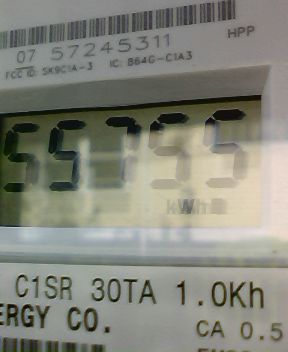 07 57245311
HPP
FCC ID: SK9C1A-3 IC: 864G-C1A3
55755
kWh
C1SR 30TA 1.0Kh
ERGY CO.
CA 0.5